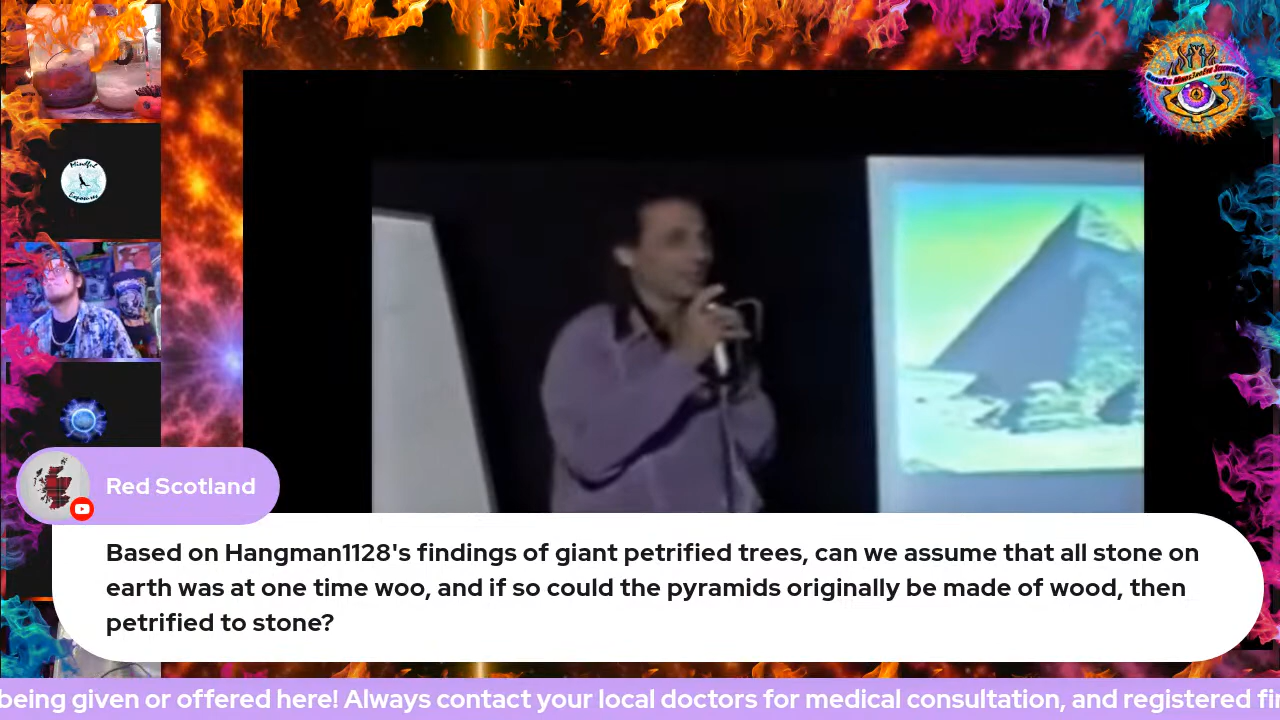 Mindful
Red Scotland
Based on Hangman1128's findings of giant petrified trees, can we assume that all stone on
earth was at one time woo, and if so could the pyramids originally be made of wood, then
petrified to stone?
being given or offered here! Always contact your local doctors for medical consultation, and registered fi